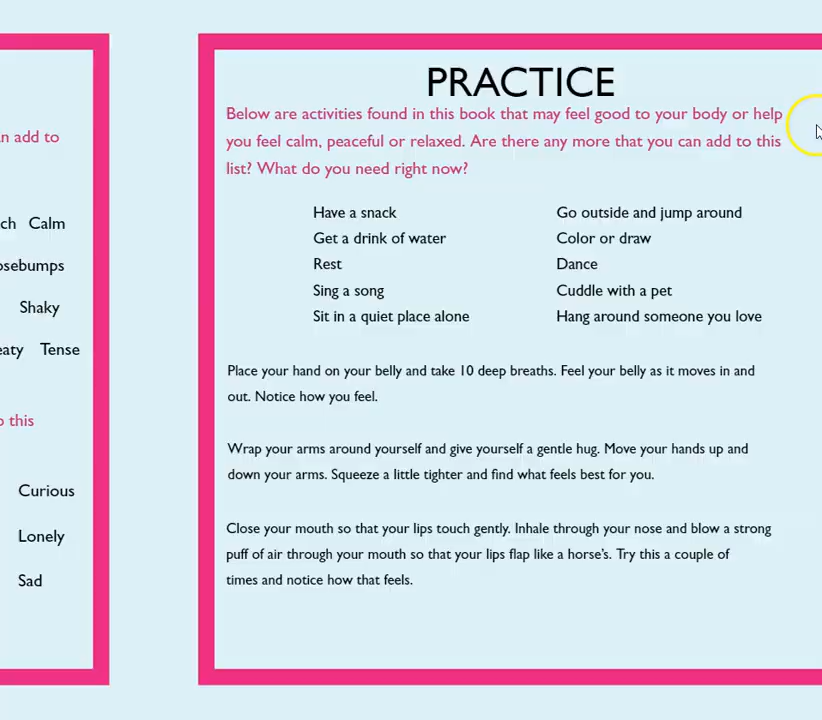 an add to
ch Calm
osebumps
Shaky
eaty Tense
o this
Curious
Lonely
Sad
PRACTICE
Below are activities found in this book that may feel good to your body or help
you feel calm, peaceful or relaxed. Are there any more that you can add to this
list? What do you need right now?
Have a snack
Get a drink of water
Rest
Sing a song
Sit in a quiet place alone
Go outside and jump around
Color or draw
Dance
Cuddle with a pet
Hang around someone you love
Place your hand on your belly and take 10 deep breaths. Feel your belly as it moves in and
out. Notice how you feel.
Wrap your arms around yourself and give yourself a gentle hug. Move your hands up and
down your arms. Squeeze a little tighter and find what feels best for you.
Close your mouth so that your lips touch gently. Inhale through your nose and blow a strong
puff of air through your mouth so that your lips flap like a horse's. Try this a couple of
times and notice how that feels.